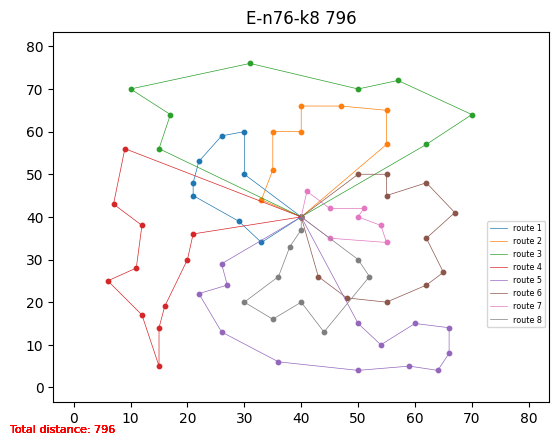 E-n76-k8 796
80
70
60
50
40
30
20
10
0
route 1
route 2
route 3
route 4
route 5
route 6
route 7
route 8
0 10 20 30 40 50 60 70 80
Total distance: 796